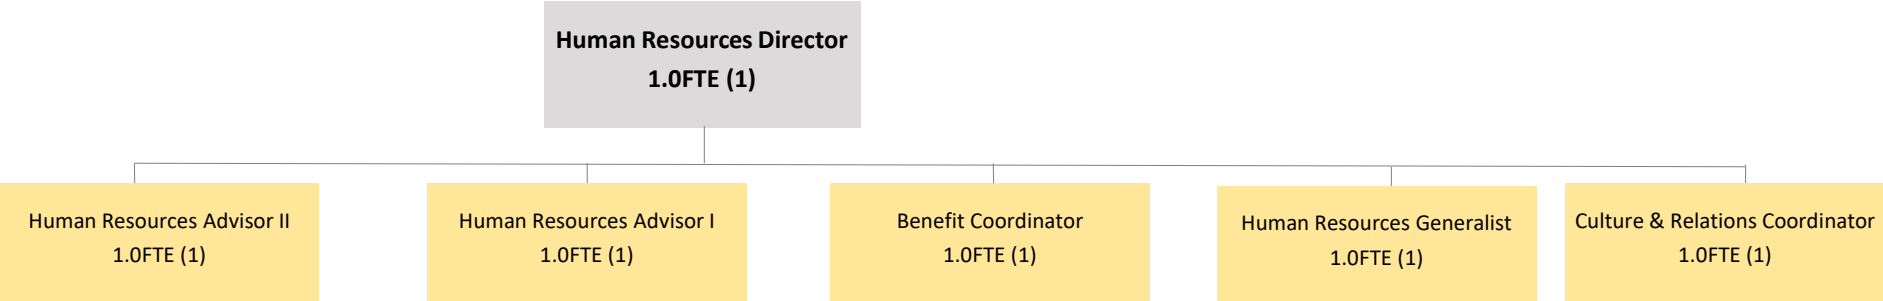 Human Resources Director
1.0FTE (1)
Human Resources Advisor II
1.0FTE (1)
Human Resources Advisor I
1.0FTE (1)
Benefit Coordinator
1.0FTE (1)
Human Resources Generalist
1.0FTE (1)
Culture & Relations Coordinator
1.0FTE (1)